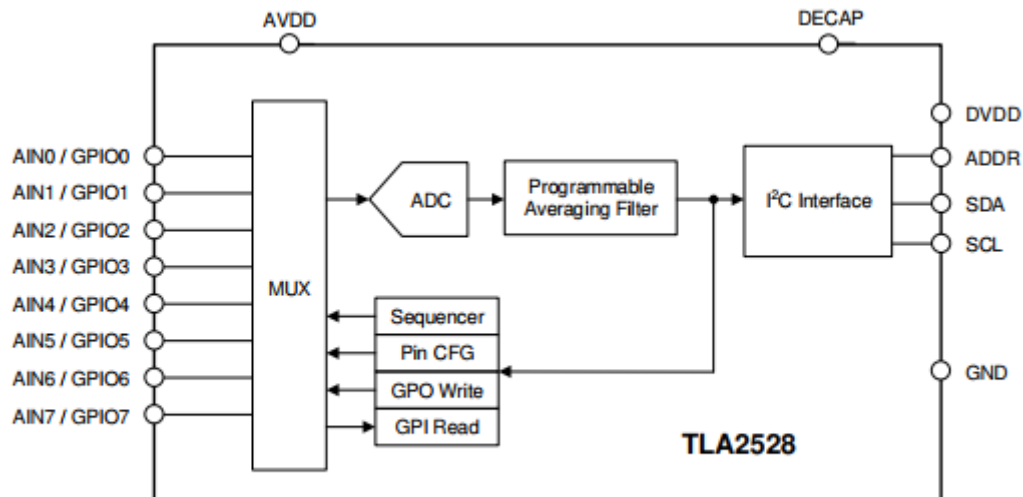 AVDD
DECAP
DVDD
AIN0 / GPIO0
ADDR
AIN1 / GPIO1
ADC
Programmable
Averaging Filter
I²C Interface
SDA
AIN2 / GPIO2
SCL
AIN3 / GPIO3
MUX
AIN4 / GPIO4
Sequencer
AIN5 / GPIO5
Pin CFG
GND
AIN6 / GPIO6
GPO Write
AIN7 / GPIO7
GPI Read
TLA2528